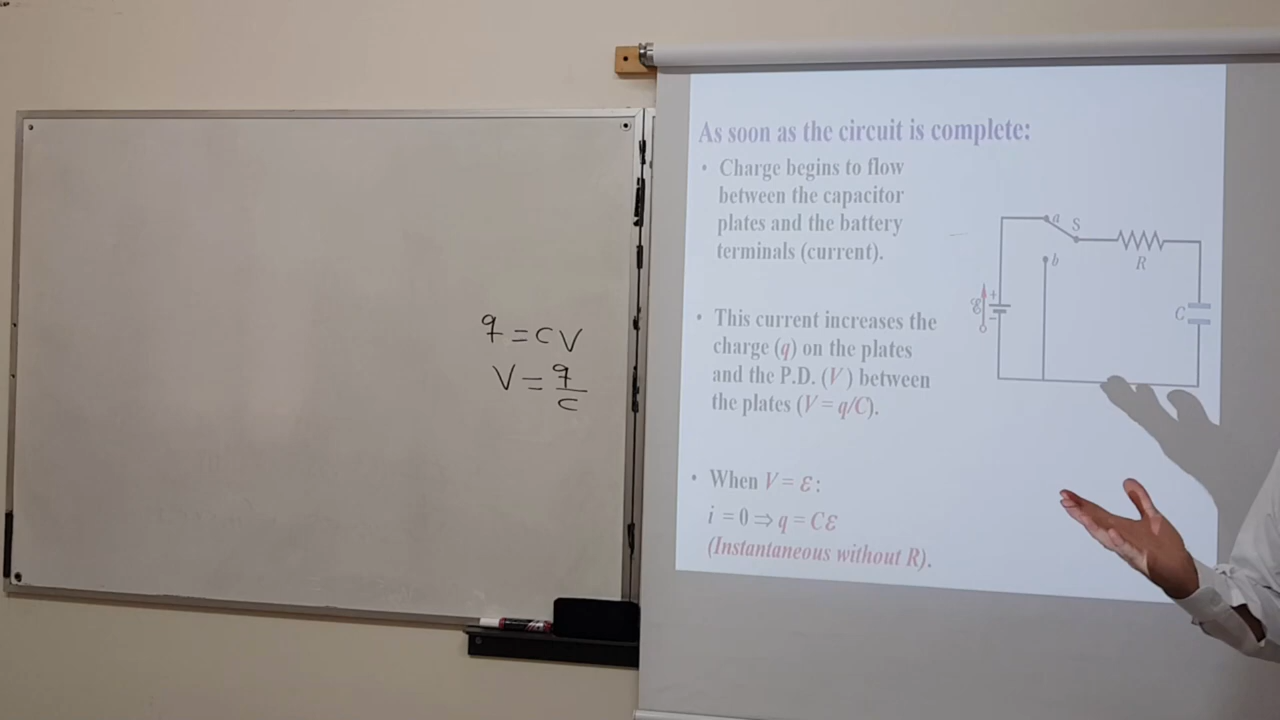 q = CV
V = q/C
As soon as the circuit is complete:
• Charge begins to flow
between the capacitor
plates and the battery
terminals (current).
• This current increases the
charge (q) on the plates
and the P.D. (V) between
the plates (V = q/C).
• When V = ℰ:
i = 0 ⇒ q = Cℰ
(Instantaneous without R).
a
S
b
R
ℰ
+
−
C